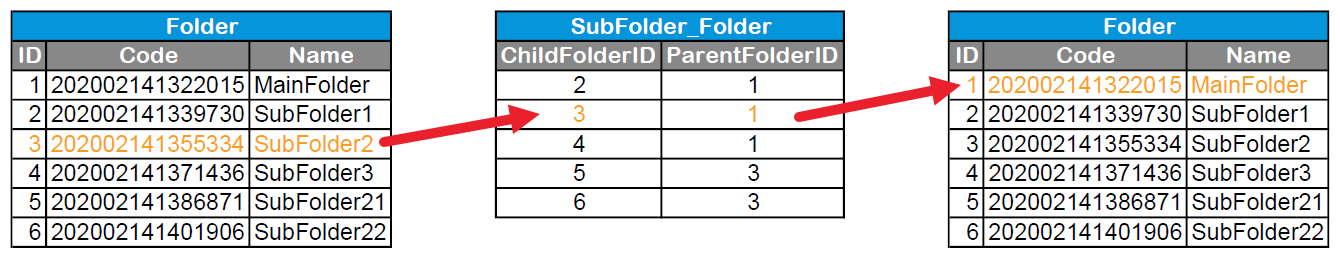 Folder
ID Code Name
1 202002141322015 MainFolder
2 202002141339730 SubFolder1
3 202002141355334 SubFolder2
4 202002141371436 SubFolder3
5 202002141386871 SubFolder21
6 202002141401906 SubFolder22
SubFolder_Folder
ChildFolderID ParentFolderID
2 1
3 1
4 1
5 3
6 3
Folder
ID Code Name
1 202002141322015 MainFolder
2 202002141339730 SubFolder1
3 202002141355334 SubFolder2
4 202002141371436 SubFolder3
5 202002141386871 SubFolder21
6 202002141401906 SubFolder22